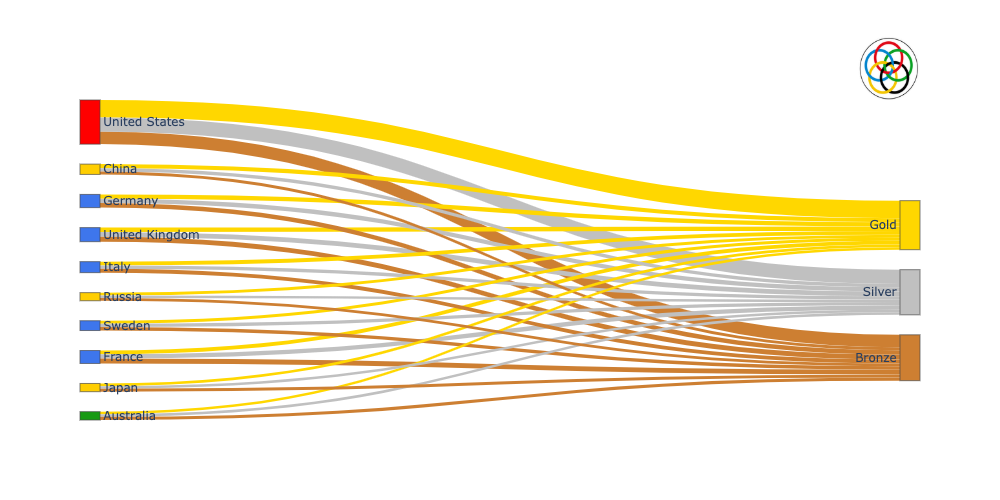 United States
China
Germany
United Kingdom
Italy
Russia
Sweden
France
Japan
Australia
Gold
Silver
Bronze